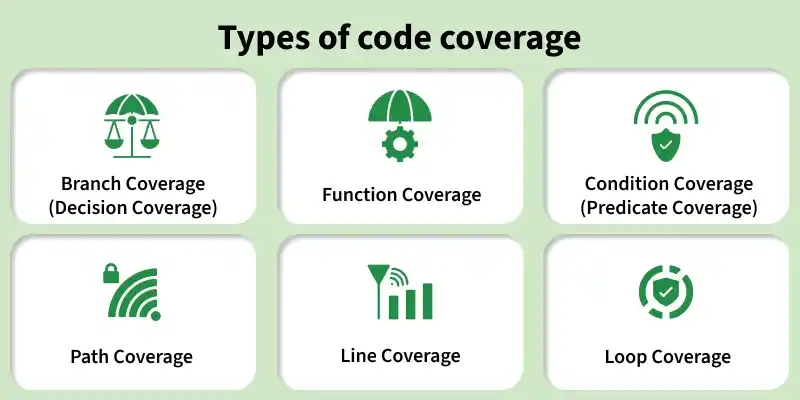 Types of code coverage
Branch Coverage
(Decision Coverage)
Function Coverage
Condition Coverage
(Predicate Coverage)
Path Coverage
Line Coverage
Loop Coverage